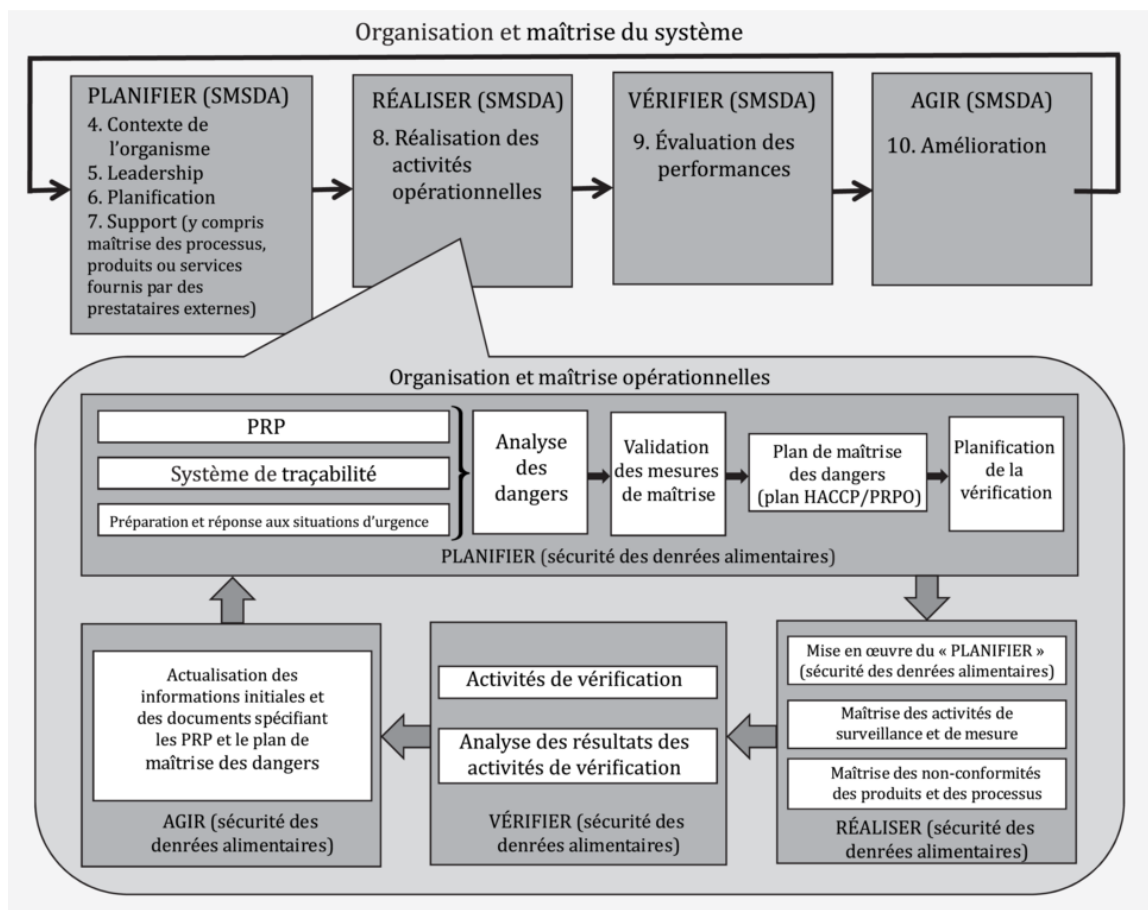 Organisation et maîtrise du système
PLANIFIER (SMSDA)
4. Contexte de
l’organisme
5. Leadership
6. Planification
7. Support (y compris
maîtrise des processus,
produits ou services
fournis par des
prestataires externes)
RÉALISER (SMSDA)
8. Réalisation des
activités
opérationnelles
VÉRIFIER (SMSDA)
9. Évaluation des
performances
AGIR (SMSDA)
10. Amélioration
Organisation et maîtrise opérationnelles
PRP
Système de traçabilité
Préparation et réponse aux situations d’urgence
Analyse
des
dangers
Validation
des mesures
de maîtrise
Plan de maîtrise
des dangers
(plan HACCP/PRPO)
Planification
de la
vérification
PLANIFIER (sécurité des denrées alimentaires)
Actualisation des
informations initiales et
des documents spécifiant
les PRP et le plan de
maîtrise des dangers
AGIR (sécurité des
denrées alimentaires)
Activités de vérification
Analyse des résultats des
activités de vérification
VÉRIFIER (sécurité des
denrées alimentaires)
Mise en œuvre du « PLANIFIER »
(sécurité des denrées alimentaires)
Maîtrise des activités de
surveillance et de mesure
Maîtrise des non-conformités
des produits et des processus
RÉALISER (sécurité des
denrées alimentaires)